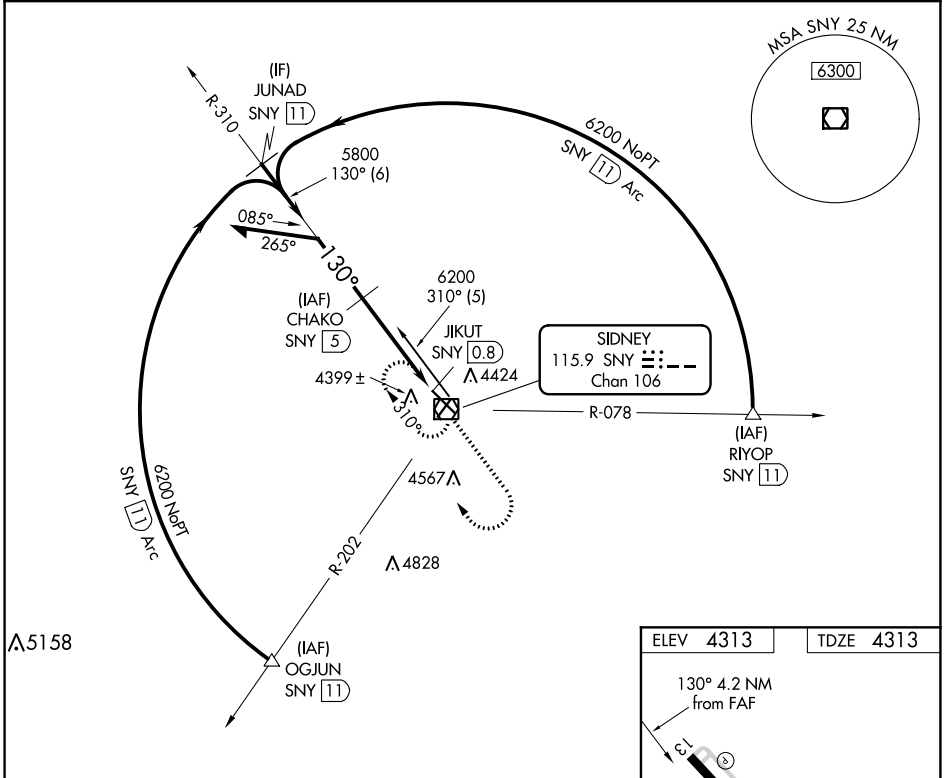 MSA SNY 25 NM
6300
(IF)
JUNAD
SNY 11
R-310
5800
130° (6)
6200 NoPT
SNY 11 Arc
085°
265°
130°
(IAF)
CHAKO
SNY 5
6200
310° (5)
JIKUT
SNY 0.8
4399 ±
4424
310°
SIDNEY
115.9 SNY
Chan 106
R-078
(IAF)
RIYOP
SNY 11
4567
6200 NoPT
SNY 11 Arc
R-202
4828
5158
(IAF)
OGJUN
SNY 11
ELEV 4313
TDZE 4313
130° 4.2 NM
from FAF
13
P